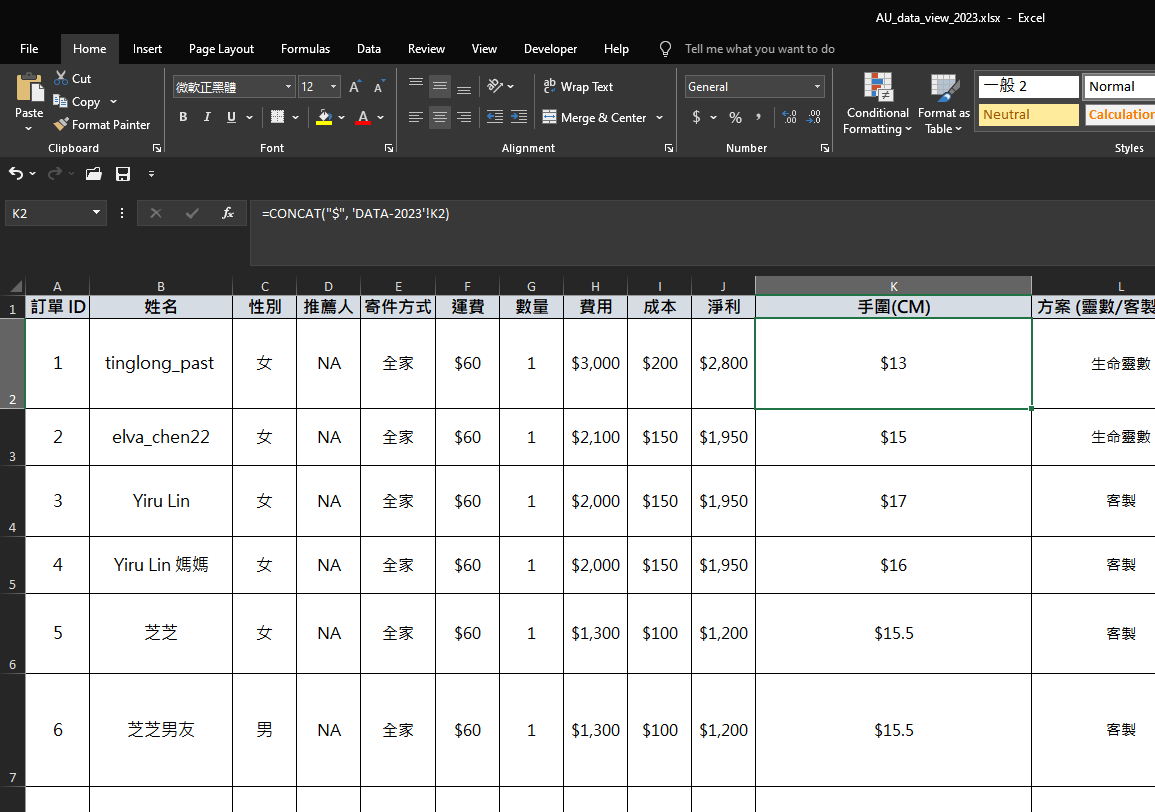 AU_data_view_2023.xlsx - Excel
File Home Insert Page Layout Formulas Data Review View Developer Help Tell me what you want to do
Cut
Copy
Format Painter
Paste
Clipboard
微軟正黑體 12 A A
B I U A
Font
Wrap Text
Merge & Center
Alignment
General
$ % , .00 .00
Number
Conditional Formatting
Format as Table
一般 2 Normal
Neutral Calculation
Styles
K2 fx =CONCAT("$", 'DATA-2023'!K2)
A B C D E F G H I J K L
1 訂單 ID 姓名 性別 推薦人 寄件方式 運費 數量 費用 成本 淨利 手圍(CM) 方案 (靈數/客製
2 1 tinglong_past 女 NA 全家 $60 1 $3,000 $200 $2,800 $13 生命靈數
3 2 elva_chen22 女 NA 全家 $60 1 $2,100 $150 $1,950 $15 生命靈數
4 3 Yiru Lin 女 NA 全家 $60 1 $2,000 $150 $1,950 $17 客製
5 4 Yiru Lin 媽媽 女 NA 全家 $60 1 $2,000 $150 $1,950 $16 客製
6 5 芝芝 女 NA 全家 $60 1 $1,300 $100 $1,200 $15.5 客製
7 6 芝芝男友 男 NA 全家 $60 1 $1,300 $100 $1,200 $15.5 客製